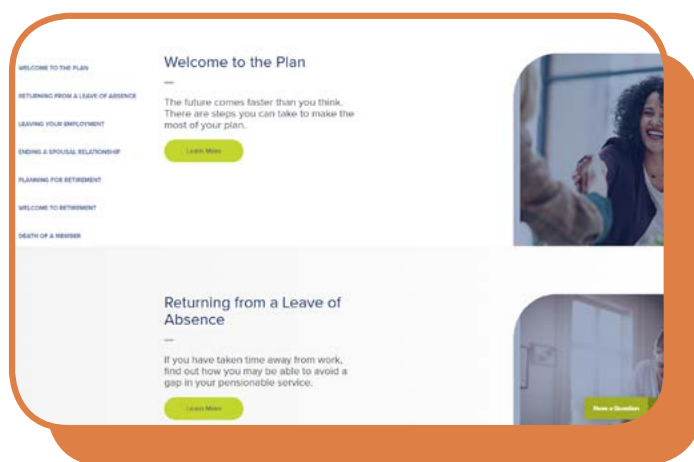 WELCOME TO THE PLAN
RETURNING FROM A LEAVE OF ABSENCE
LEAVING YOUR EMPLOYMENT
ENDING A SPOUSAL RELATIONSHIP
PLANNING FOR RETIREMENT
WELCOME TO RETIREMENT
DEATH OF A MEMBER
Welcome to the Plan
The future comes faster than you think.
There are steps you can take to make the
most of your plan.
Learn More
Returning from a Leave of
Absence
If you have taken time away from work,
find out how you may be able to avoid a
gap in your pensionable service.
Learn More
Have a Question